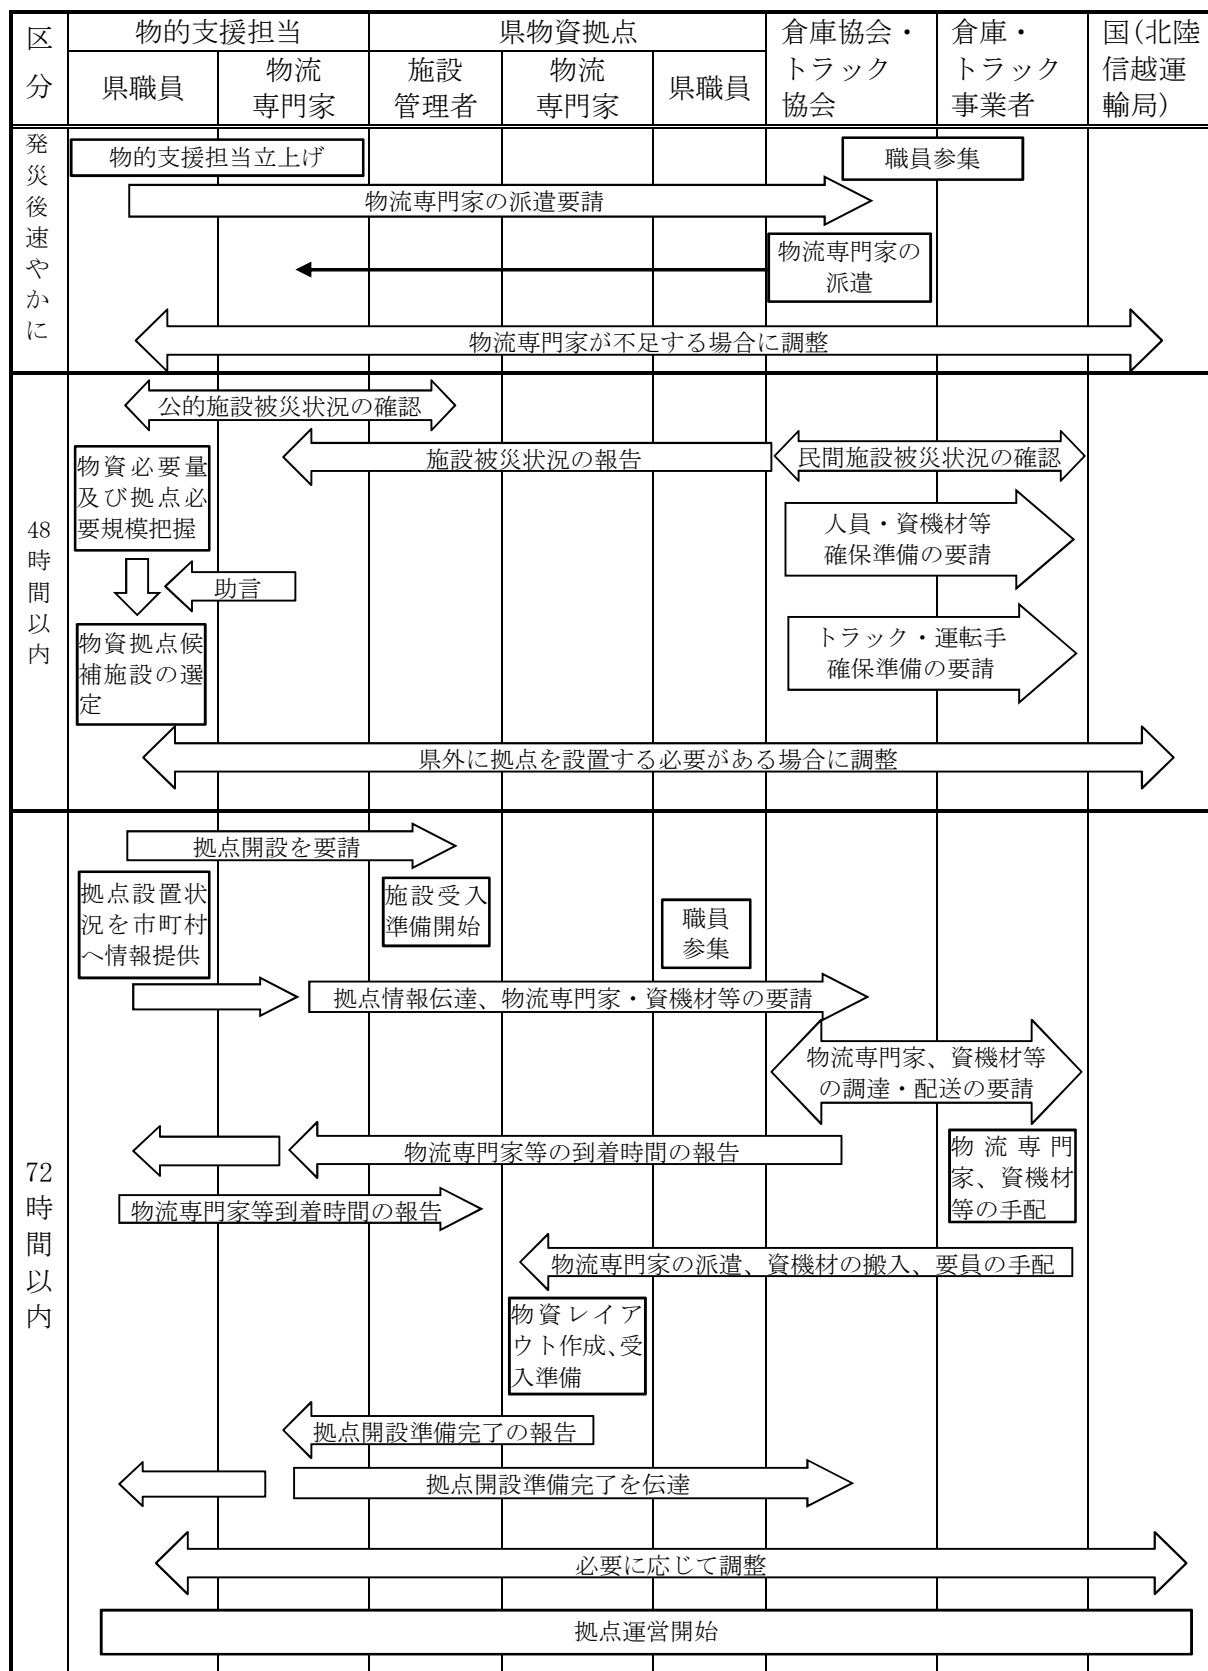 区
分
物的支援担当
県物資拠点
倉庫協会・
トラック
協会
倉庫・
トラック
事業者
国(北陸
信越運
輸局)
県職員
物流
専門家
施設
管理者
物流
専門家
県職員
発災後速やかに
物的支援担当立上げ
職員参集
物流専門家の派遣要請
物流専門家の
派遣
物流専門家が不足する場合に調整
48時間以内
公的施設被災状況の確認
施設被災状況の報告
民間施設被災状況の確認
物資必要量
及び拠点必
要規模把握
人員・資機材等
確保準備の要請
助言
物資拠点候
補施設の選
定
トラック・運転手
確保準備の要請
県外に拠点を設置する必要がある場合に調整
72時間以内
拠点開設を要請
拠点設置状
況を市町村
へ情報提供
施設受入
準備開始
職員
参集
拠点情報伝達、物流専門家・資機材等の要請
物流専門家、資機材等
の調達・配送の要請
物流専門家等の到着時間の報告
物流専門
家、資機材
等の手配
物流専門家等到着時間の報告
物流専門家の派遣、資機材の搬入、要員の手配
物資レイア
ウト作成、受
入準備
拠点開設準備完了の報告
拠点開設準備完了を伝達
必要に応じて調整
拠点運営開始